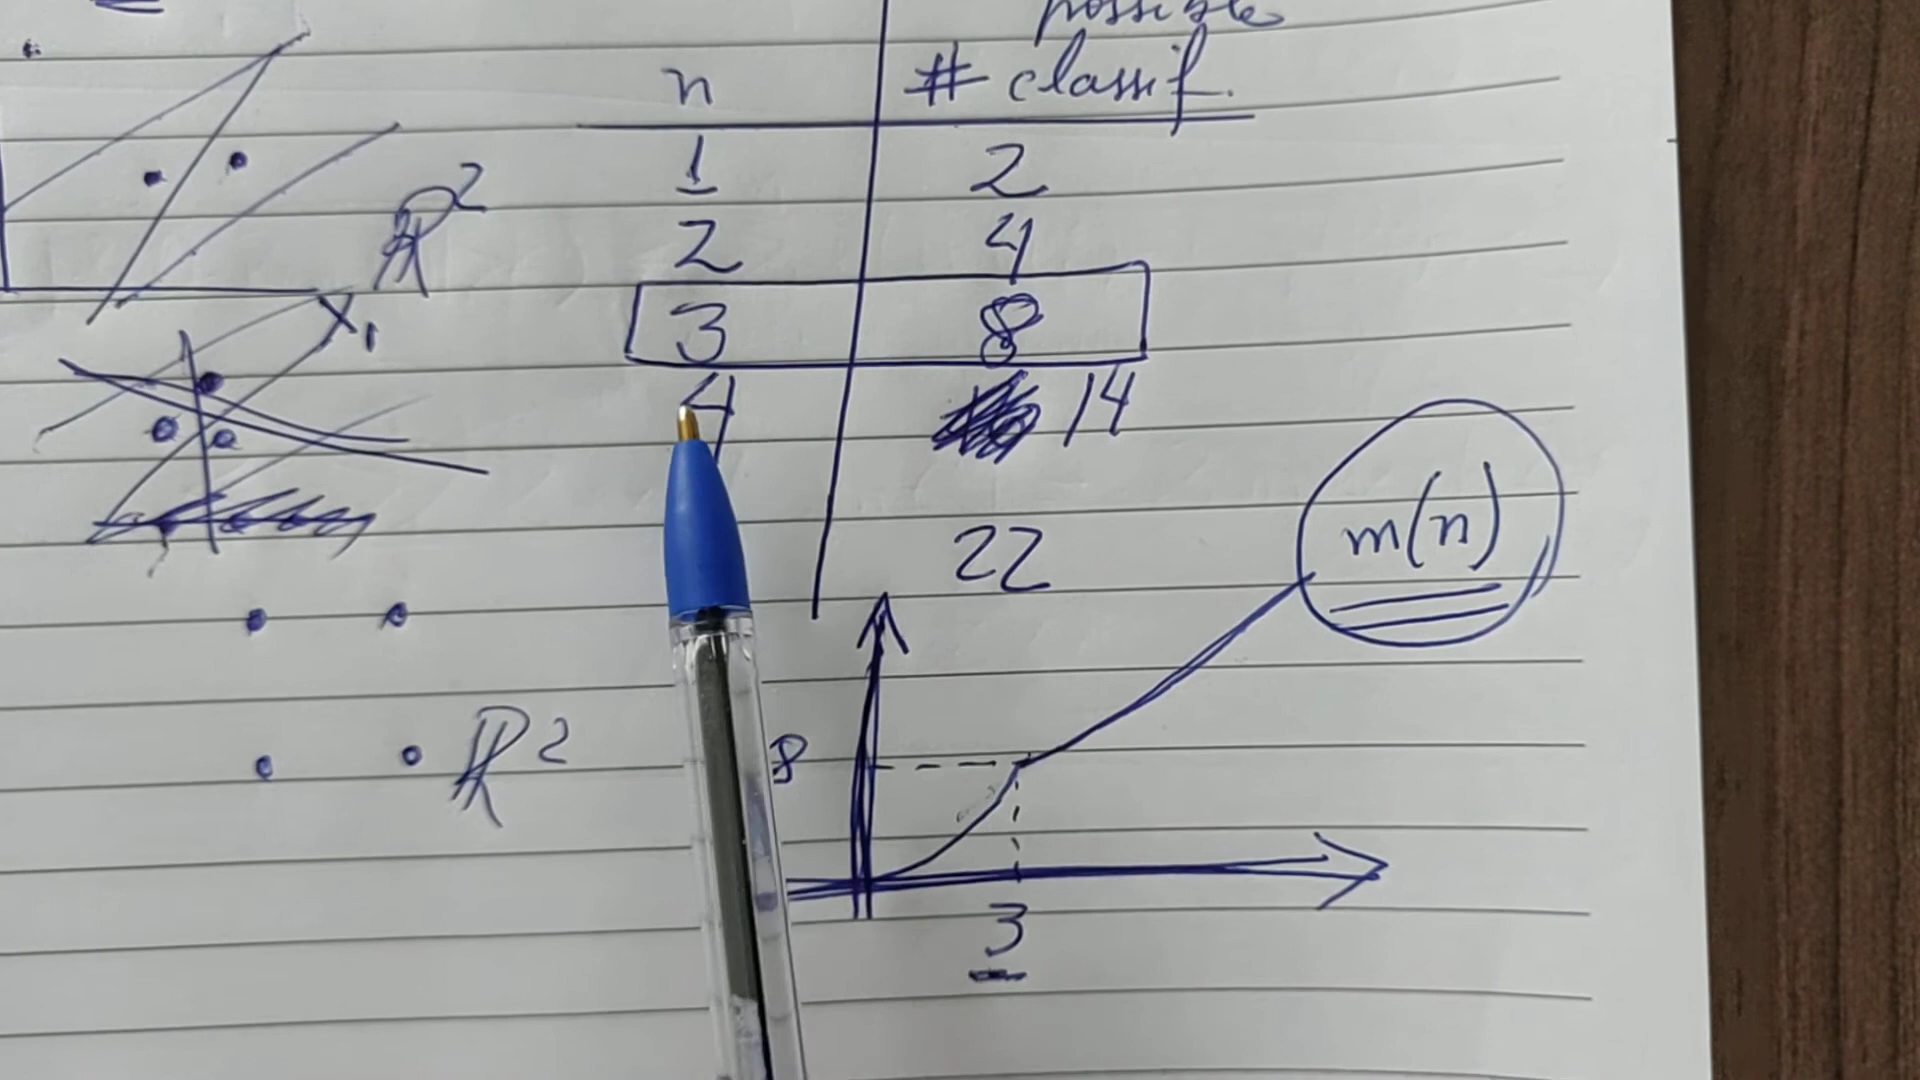 possible
n # classif.
1 2
2 4
3 8
4 14
22
ℝ²
x₁
ℝ²
m(n)
8
3